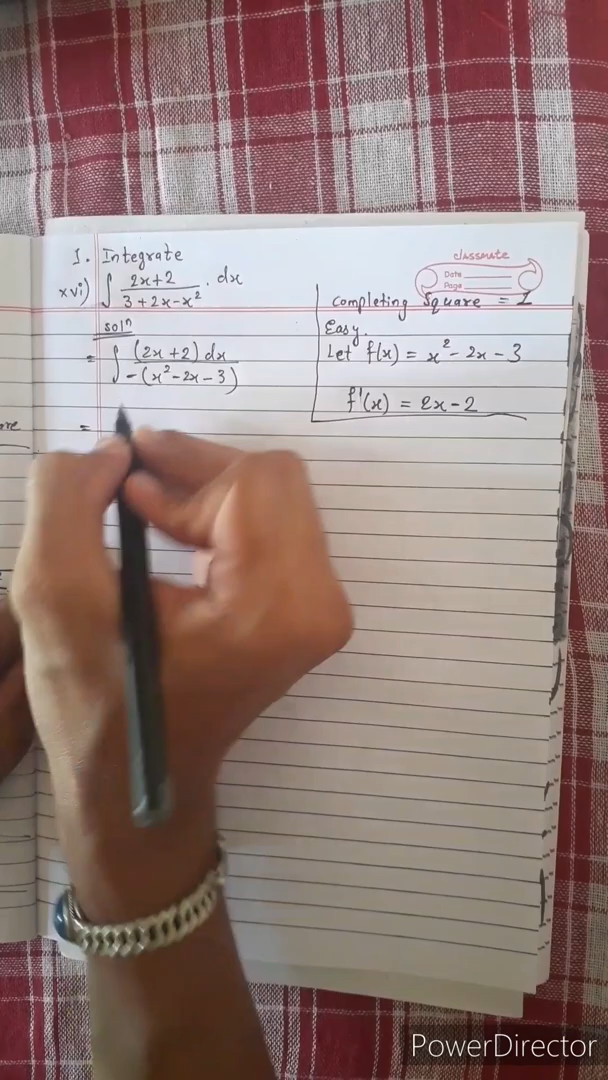 classmate
Date
Page
I. Integrate
xvi) ∫ 2x+2 / 3+2x-x² . dx
solⁿ
= ∫ (2x+2) dx / -(x²-2x-3)
=
completing square = 1
Easy.
Let f(x) = x²-2x-3
f'(x) = 2x-2
PowerDirector